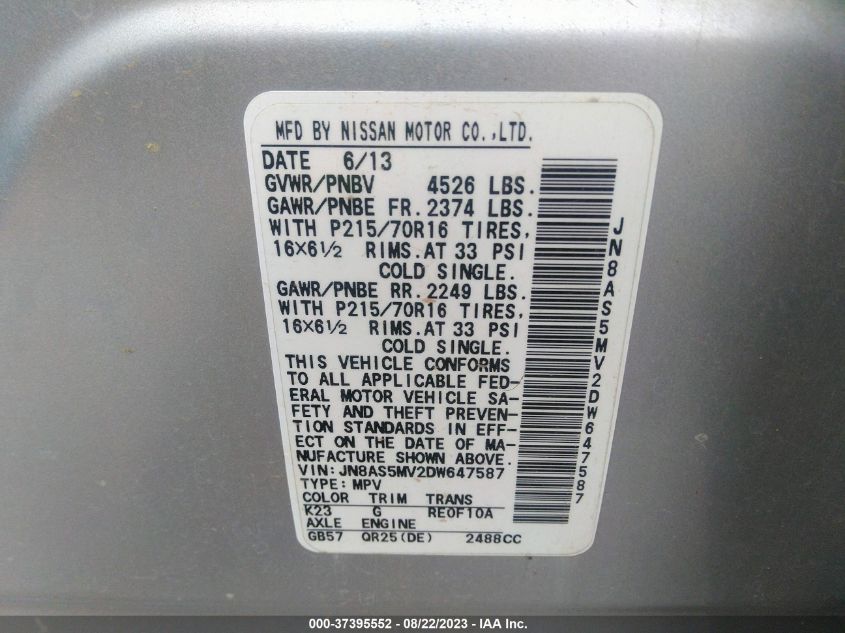 MFD BY NISSAN MOTOR CO.,LTD.
DATE 6/13
GVWR/PNBV 4526 LBS.
GAWR/PNBE FR. 2374 LBS.
WITH P215/70R16 TIRES,
16X6½ RIMS. AT 33 PSI
COLD SINGLE.
GAWR/PNBE RR. 2249 LBS.
WITH P215/70R16 TIRES,
16X6½ RIMS. AT 33 PSI
COLD SINGLE.
THIS VEHICLE CONFORMS
TO ALL APPLICABLE FED-
ERAL MOTOR VEHICLE SA-
FETY AND THEFT PREVEN-
TION STANDARDS IN EFF-
ECT ON THE DATE OF MA-
NUFACTURE SHOWN ABOVE.
VIN: JN8AS5MV2DW647587
TYPE: MPV
COLOR TRIM TRANS
K23 G RE0F10A
AXLE ENGINE
GB57 QR25(DE) 2488CC
JN8AS5MV2DW647587
000-37395552 - 08/22/2023 - IAA Inc.